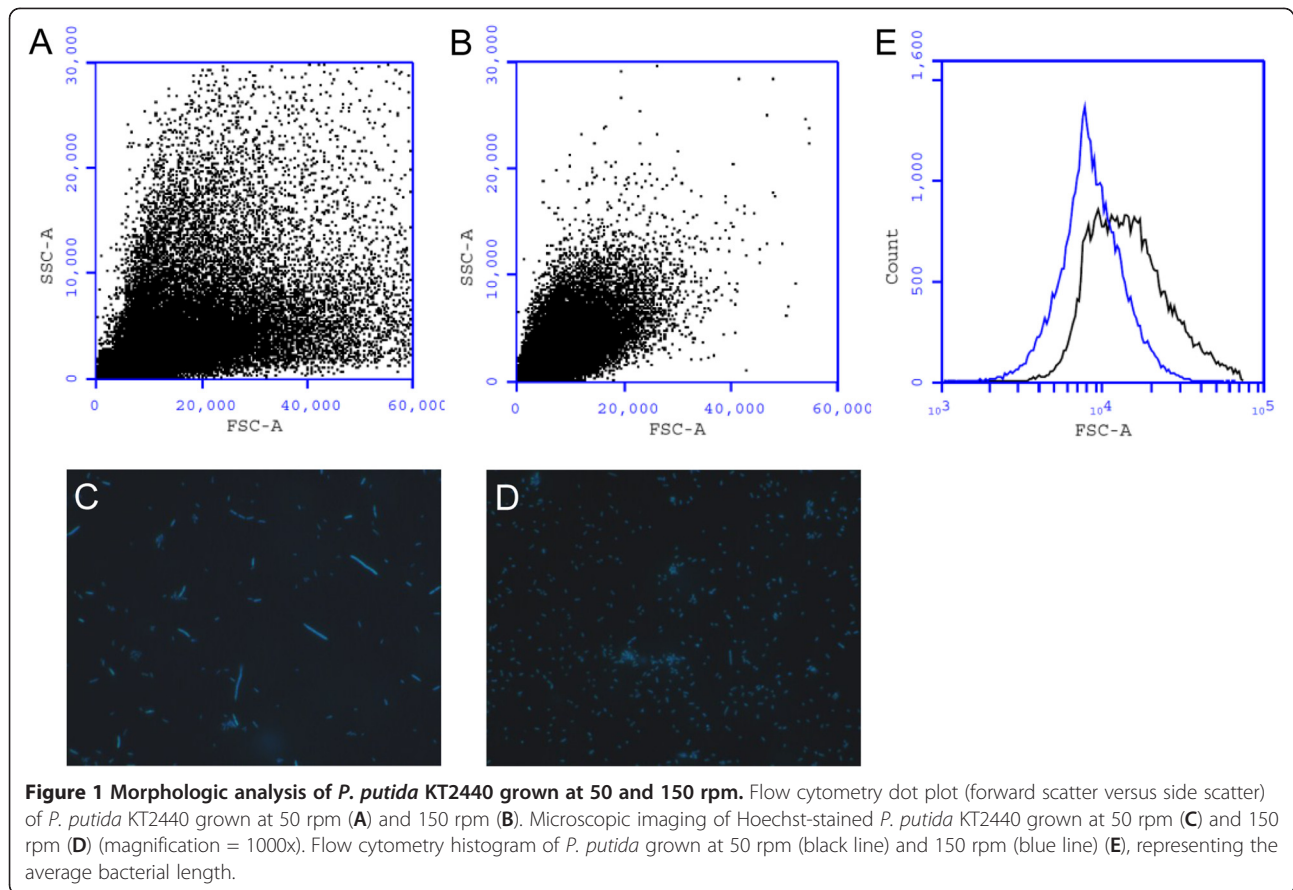 A
30,000
20,000
10,000
0
SSC-A
0 20,000 40,000 60,000
FSC-A
B
30,000
20,000
10,000
0
SSC-A
0 20,000 40,000 60,000
FSC-A
E
1,600
1,000
500
0
Count
10³ 10⁴ 10⁵
FSC-A
C
D
Figure 1 Morphologic analysis of P. putida KT2440 grown at 50 and 150 rpm. Flow cytometry dot plot (forward scatter versus side scatter)
of P. putida KT2440 grown at 50 rpm (A) and 150 rpm (B). Microscopic imaging of Hoechst-stained P. putida KT2440 grown at 50 rpm (C) and 150
rpm (D) (magnification = 1000x). Flow cytometry histogram of P. putida grown at 50 rpm (black line) and 150 rpm (blue line) (E), representing the
average bacterial length.